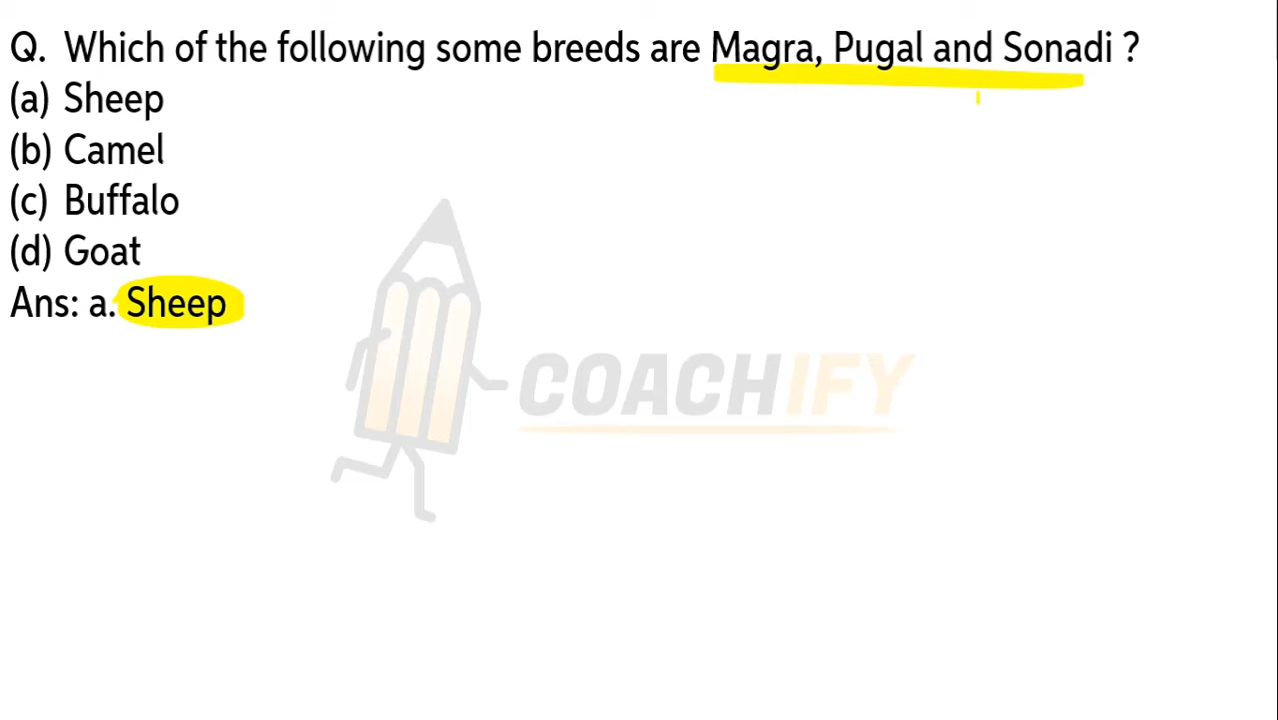 Q. Which of the following some breeds are Magra, Pugal and Sonadi ?
(a) Sheep
(b) Camel
(c) Buffalo
(d) Goat
Ans: a. Sheep
COACHIFY